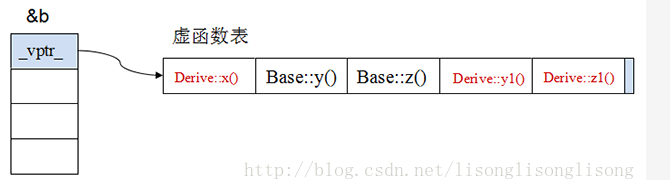 &b
虚函数表
_vptr_
Derive::x() Base::y() Base::z() Derive::y1() Derive::z1()
http://blog.csdn.net/lisonglisonglisong